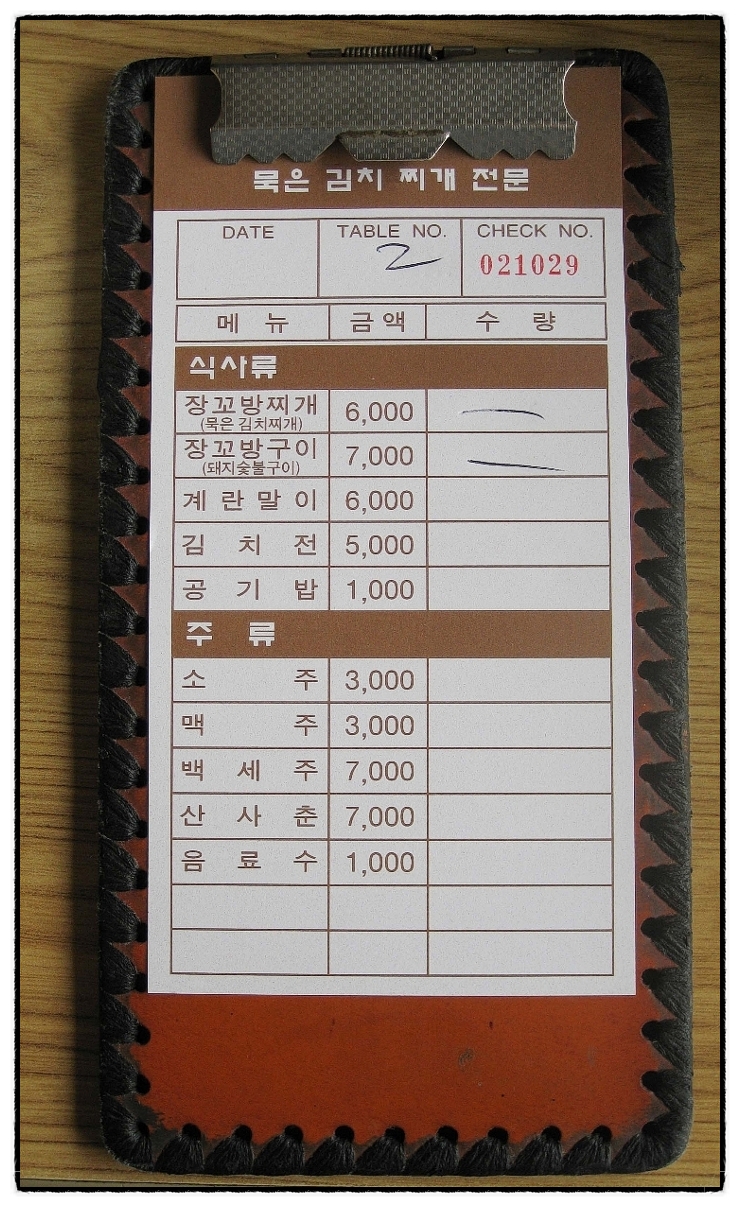 묵은 김치 찌개 전문
DATE TABLE NO. CHECK NO.
2 021029
메 뉴 금액 수 량
식사류
장꼬방찌개 6,000
(묵은 김치찌개)
장꼬방구이 7,000
(돼지숯불구이)
계란말이 6,000
김 치 전 5,000
공 기 밥 1,000
주 류
소 주 3,000
맥 주 3,000
백 세 주 7,000
산 사 춘 7,000
음 료 수 1,000